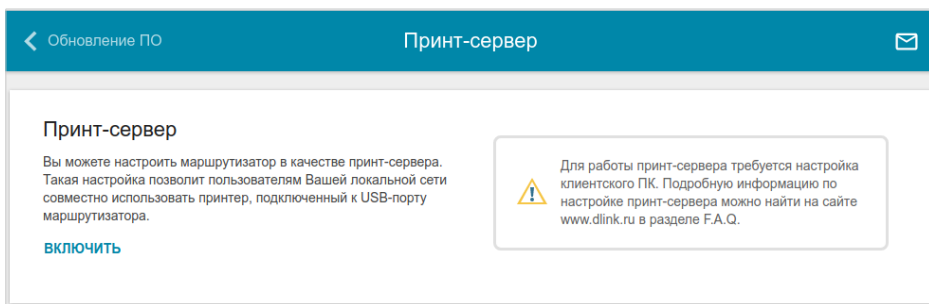 Обновление ПО
Принт-сервер
Принт-сервер
Вы можете настроить маршрутизатор в качестве принт-сервера.
Такая настройка позволит пользователям Вашей локальной сети
совместно использовать принтер, подключенный к USB-порту
маршрутизатора.
ВКЛЮЧИТЬ
Для работы принт-сервера требуется настройка
клиентского ПК. Подробную информацию по
настройке принт-сервера можно найти на сайте
www.dlink.ru в разделе F.A.Q.